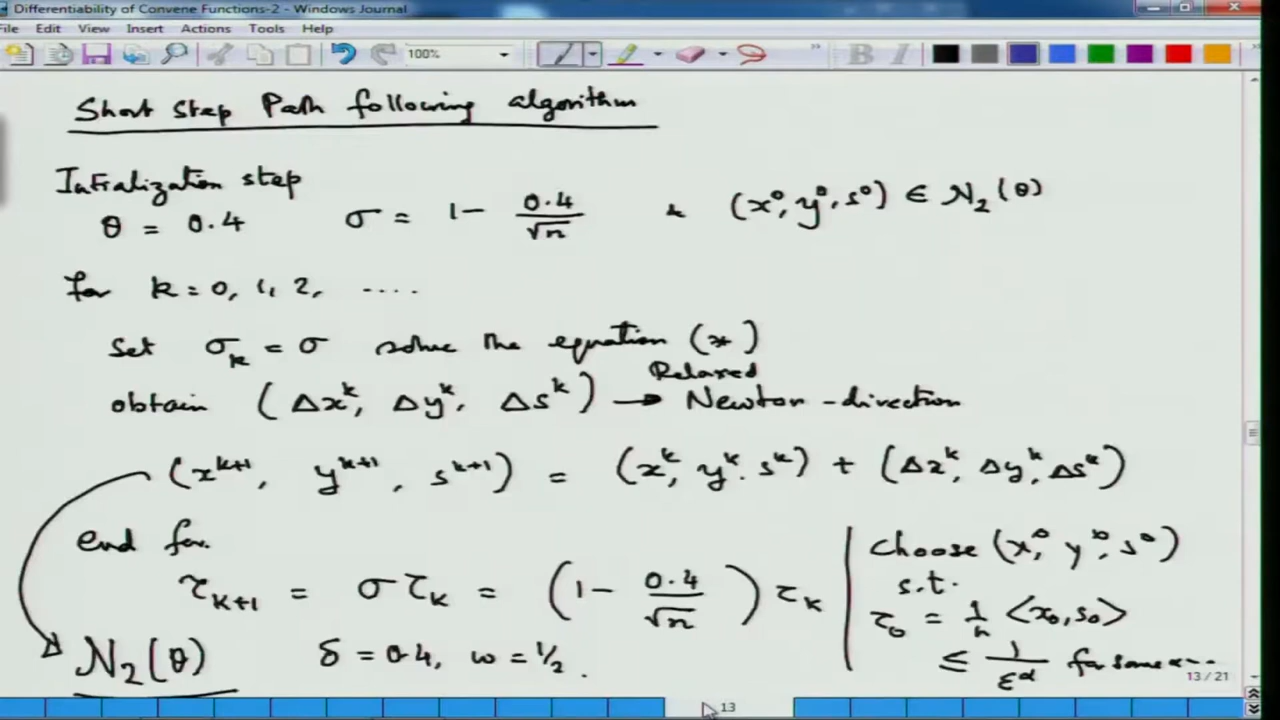 Differentiability of Convene Functions-2 - Windows Journal
File Edit View Insert Actions Tools Help
100%
B I
Short Step Path following algorithm
Initialization step
θ = 0.4 σ = 1 - 0.4/√n & (x⁰, y⁰, s⁰) ∈ N₂(θ)
for k = 0, 1, 2, ....
Set σₖ = σ solve the equation (*)
Relaxed
obtain (Δxᵏ, Δyᵏ, Δsᵏ) → Newton-direction
(xᵏ⁺¹, yᵏ⁺¹, sᵏ⁺¹) = (xᵏ, yᵏ, sᵏ) + (Δxᵏ, Δyᵏ, Δsᵏ)
end for.
τₖ₊₁ = στₖ = (1 - 0.4/√n) τₖ
N₂(θ) δ = 0.4, ω = 1/2.
choose (x⁰, y⁰, s⁰)
s.t.
τ₀ = 1/n <x₀, s₀>
≤ 1/εᵅ for some
13 / 21
13